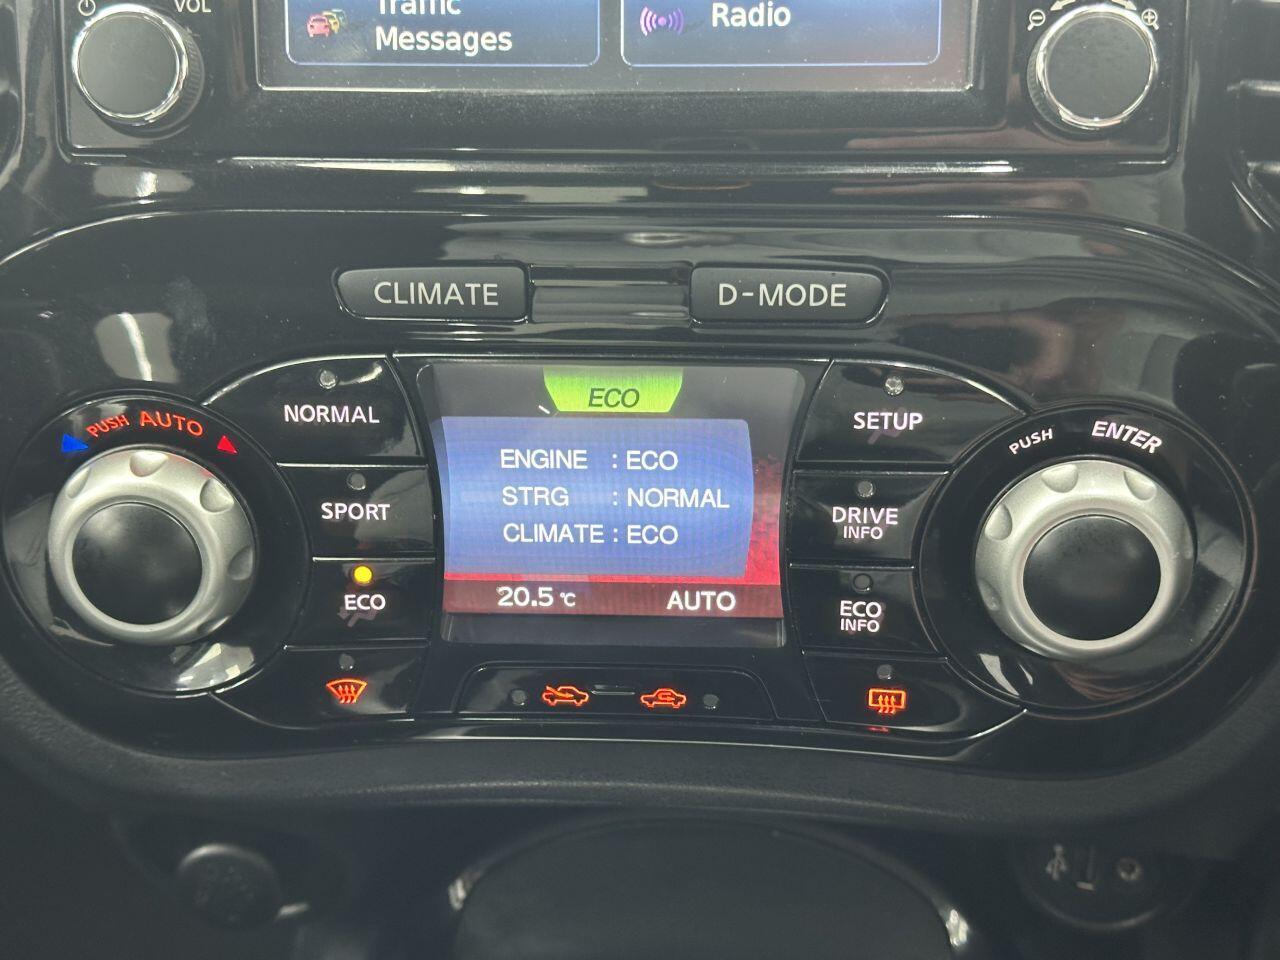 VOL
Traffic
Messages
Radio
CLIMATE
D-MODE
PUSH AUTO
NORMAL
SPORT
ECO
ECO
ENGINE : ECO
STRG : NORMAL
CLIMATE : ECO
20.5 °C AUTO
SETUP
DRIVE
INFO
ECO
INFO
PUSH ENTER